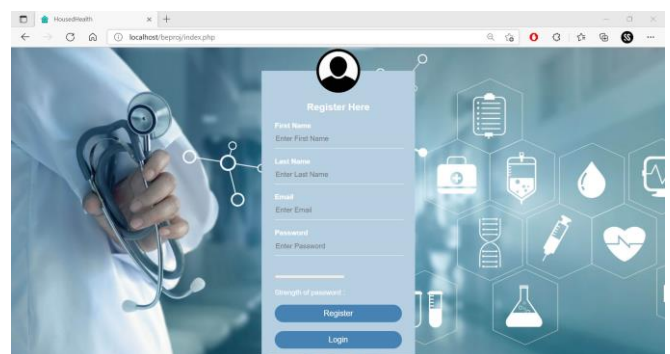 HousedHealth
localhost/beproj/index.php
Register Here
First Name
Enter First Name
Last Name
Enter Last Name
Email
Enter Email
Password
Enter Password
Strength of password
Register
Login